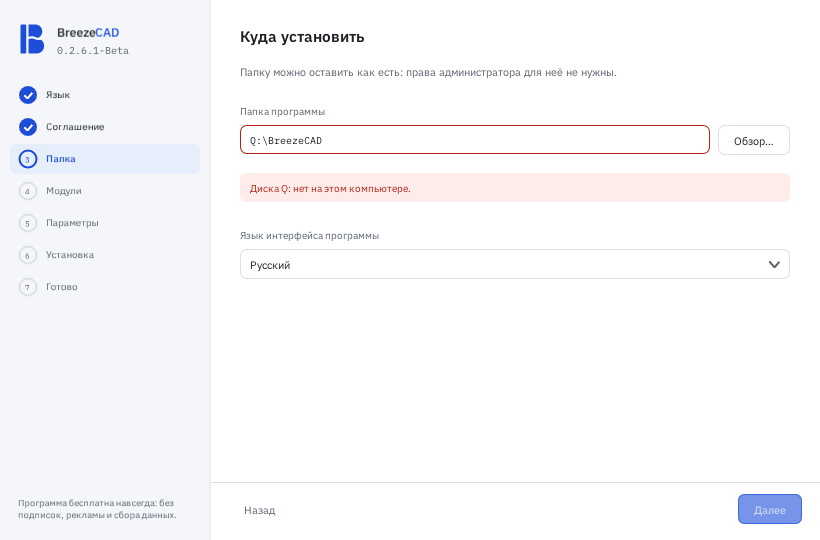 BreezeCAD
0.2.6.1-Beta
Язык
Соглашение
3 Папка
4 Модули
5 Параметры
6 Установка
7 Готово
Программа бесплатна навсегда: без
подписок, рекламы и сбора данных.
Куда установить
Папку можно оставить как есть: права администратора для неё не нужны.
Папка программы
Q:\BreezeCAD
Обзор...
Диска Q: нет на этом компьютере.
Язык интерфейса программы
Русский
Назад
Далее